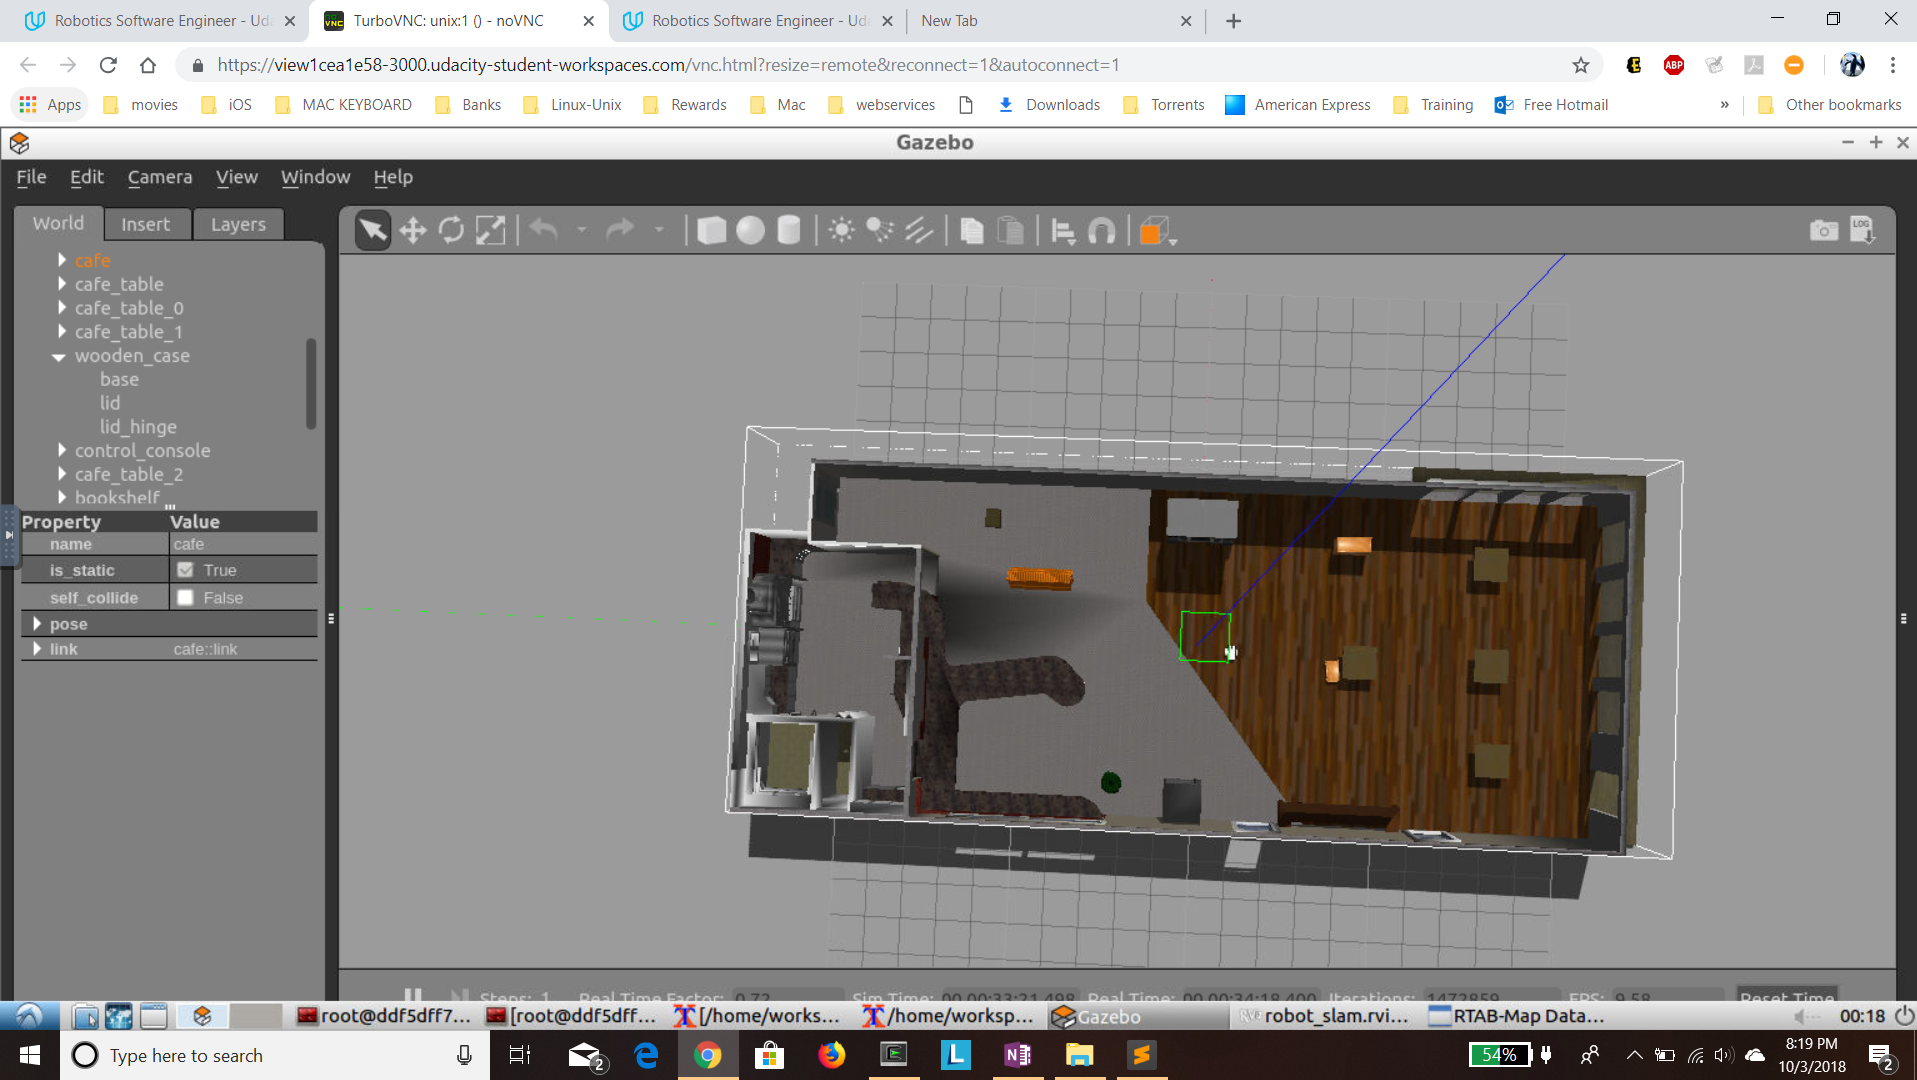 Robotics Software Engineer - Uda
TurboVNC: unix:1 () - noVNC
Robotics Software Engineer - Uda
New Tab
https://view1cea1e58-3000.udacity-student-workspaces.com/vnc.html?resize=remote&reconnect=1&autoconnect=1
ABP
Apps movies iOS MAC KEYBOARD Banks Linux-Unix Rewards Mac webservices Downloads Torrents American Express Training Free Hotmail » Other bookmarks
Gazebo
File Edit Camera View Window Help
World Insert Layers
LOG
cafe
cafe_table
cafe_table_0
cafe_table_1
wooden_case
base
lid
lid_hinge
control_console
cafe_table_2
bookshelf
Property Value
name cafe
is_static True
self_collide False
pose
link cafe::link
Steps: 1 Real Time Factor: 0.72 Sim Time: 00 00:33:21.498 Real Time: 00 00:34:18.400 Iterations: 1472859 FPS: 9.58 Reset Time
root@ddf5dff7... [root@ddf5dff... [/home/works... /home/worksp... Gazebo robot_slam.rvi... RTAB-Map Data... 00:18
Type here to search
2
54%
8:19 PM
10/3/2018
2